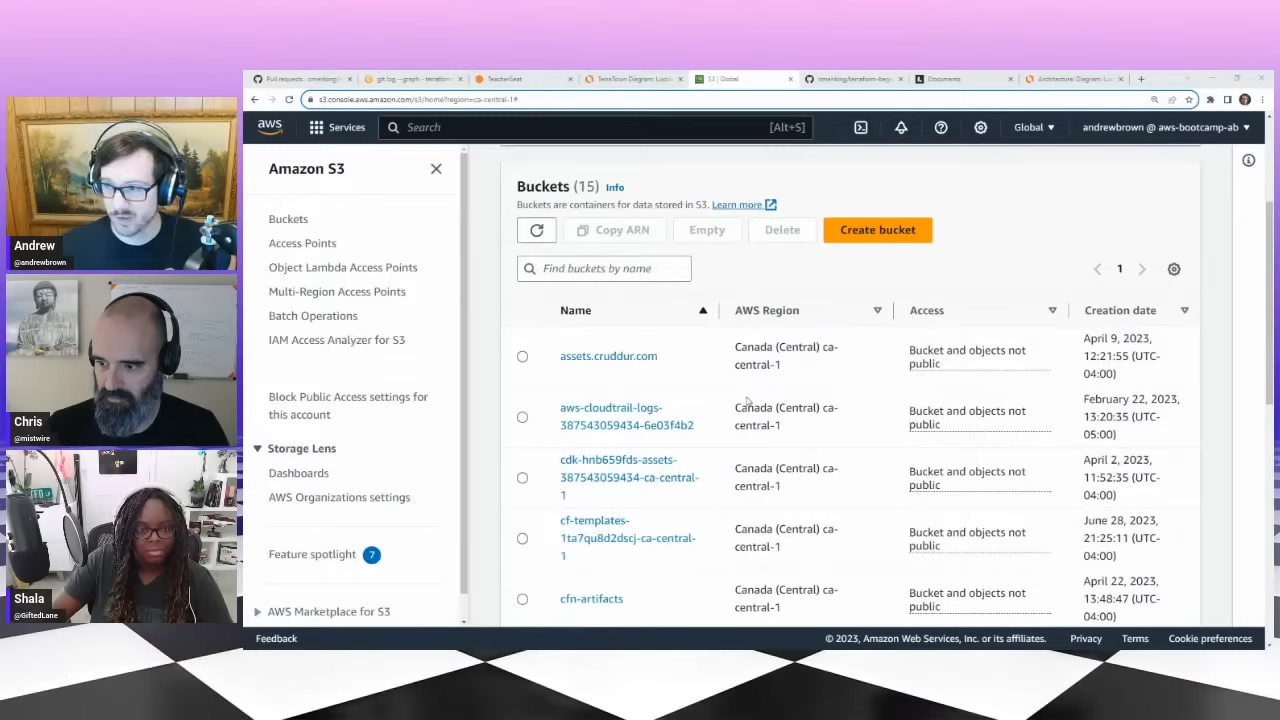 Pull requests · omenking/
git log --graph - terraform
TeacherSeat
TerraTown Diagram: Lucid
S3 | Global
omenking/terraform-beg
Documents
Architectural Diagram: Luc
s3.console.aws.amazon.com/s3/home?region=ca-central-1#
aws
Services
Search
[Alt+S]
Global
andrewbrown @ aws-bootcamp-ab
Andrew
@andrewbrown
Chris
@mistwire
Shala
@GiftedLane
Amazon S3
Buckets
Access Points
Object Lambda Access Points
Multi-Region Access Points
Batch Operations
IAM Access Analyzer for S3
Block Public Access settings for
this account
Storage Lens
Dashboards
AWS Organizations settings
Feature spotlight 7
AWS Marketplace for S3
Buckets (15) Info
Buckets are containers for data stored in S3. Learn more
Copy ARN
Empty
Delete
Create bucket
Find buckets by name
1
Name
AWS Region
Access
Creation date
assets.cruddur.com
Canada (Central) ca-
central-1
Bucket and objects not
public
April 9, 2023,
12:21:55 (UTC-
04:00)
aws-cloudtrail-logs-
387543059434-6e03f4b2
Canada (Central) ca-
central-1
Bucket and objects not
public
February 22, 2023,
13:20:35 (UTC-
05:00)
cdk-hnb659fds-assets-
387543059434-ca-central-
1
Canada (Central) ca-
central-1
Bucket and objects not
public
April 2, 2023,
11:52:35 (UTC-
04:00)
cf-templates-
1ta7qu8d2dscj-ca-central-
1
Canada (Central) ca-
central-1
Bucket and objects not
public
June 28, 2023,
21:25:11 (UTC-
04:00)
cfn-artifacts
Canada (Central) ca-
central-1
Bucket and objects not
public
April 22, 2023,
13:48:47 (UTC-
04:00)
Feedback
© 2023, Amazon Web Services, Inc. or its affiliates.
Privacy
Terms
Cookie preferences